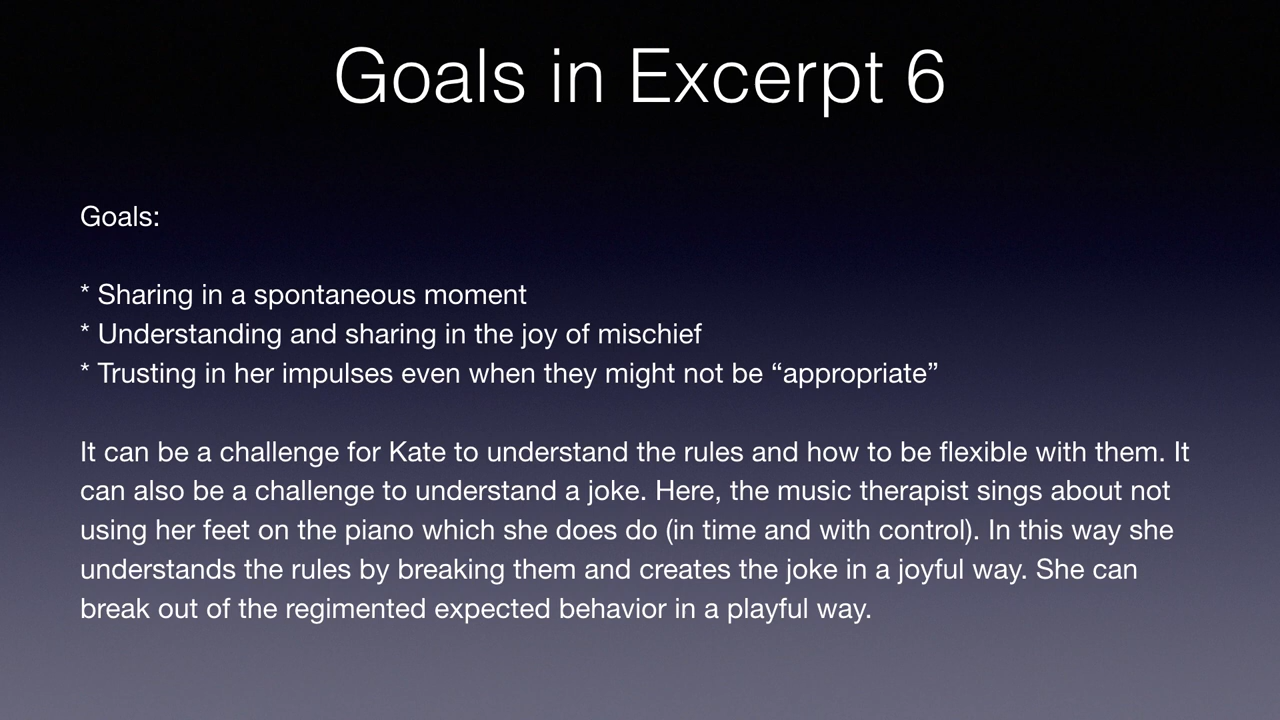 Goals in Excerpt 6
Goals:
* Sharing in a spontaneous moment
* Understanding and sharing in the joy of mischief
* Trusting in her impulses even when they might not be “appropriate”
It can be a challenge for Kate to understand the rules and how to be flexible with them. It
can also be a challenge to understand a joke. Here, the music therapist sings about not
using her feet on the piano which she does do (in time and with control). In this way she
understands the rules by breaking them and creates the joke in a joyful way. She can
break out of the regimented expected behavior in a playful way.